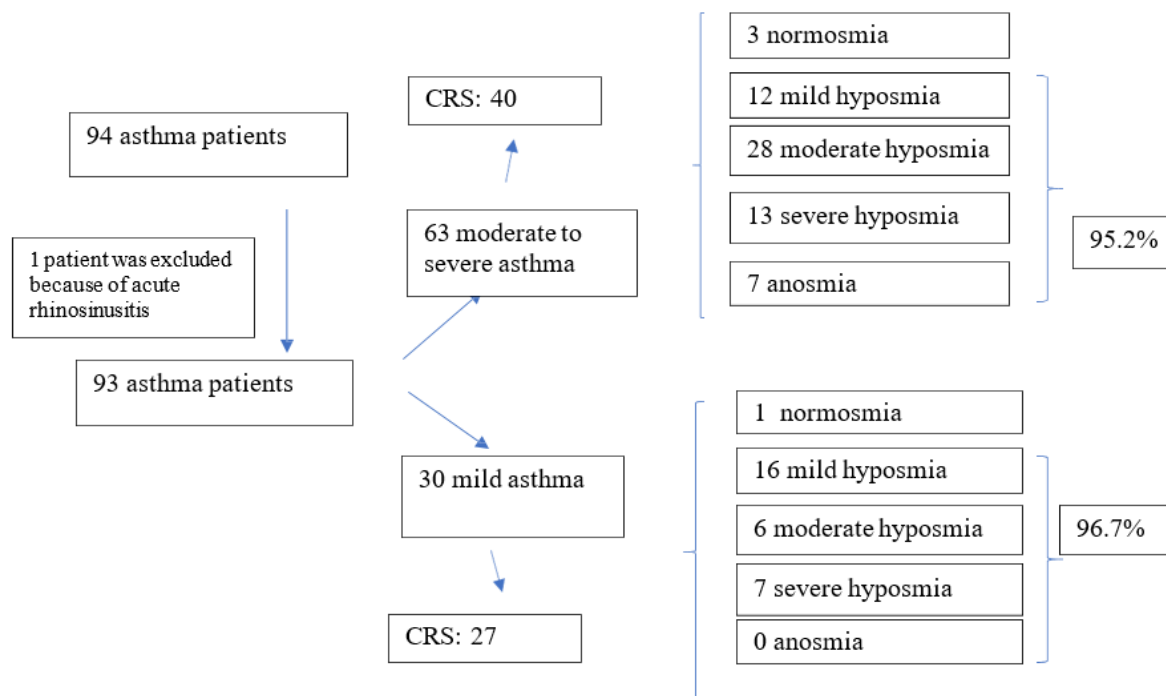 94 asthma patients
1 patient was excluded
because of acute
rhinosinusitis
93 asthma patients
CRS: 40
63 moderate to
severe asthma
30 mild asthma
CRS: 27
3 normosmia
12 mild hyposmia
28 moderate hyposmia
13 severe hyposmia
7 anosmia
95.2%
1 normosmia
16 mild hyposmia
6 moderate hyposmia
7 severe hyposmia
0 anosmia
96.7%